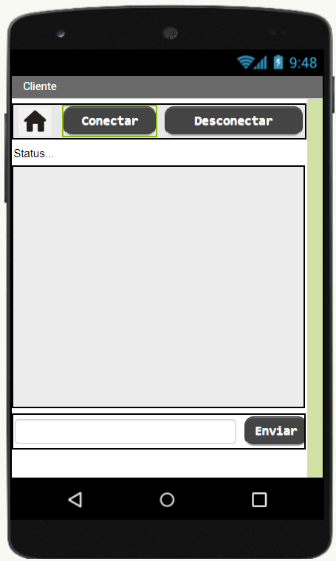 9:48
Cliente
Conectar Desconectar
Status...
Enviar